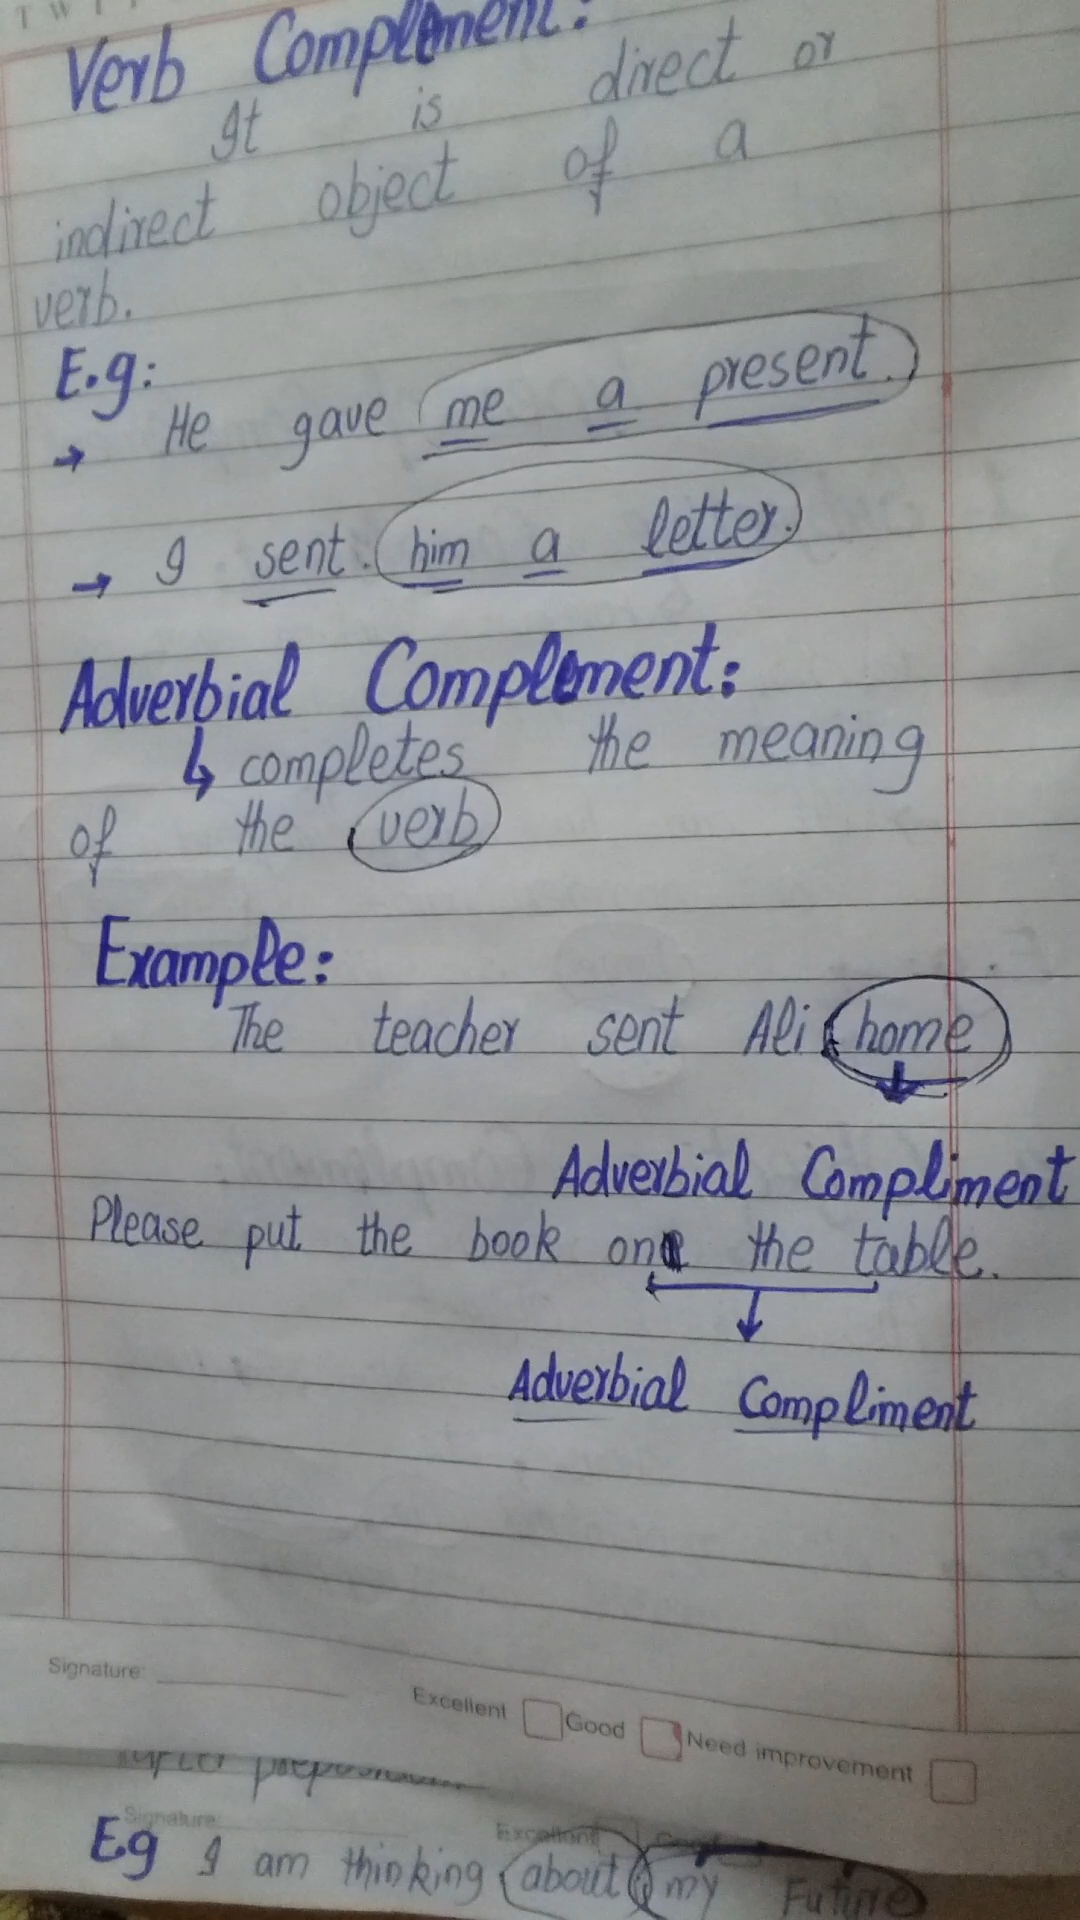 T W
Verb Complement:
It is direct or
indirect object of a
verb.
E.g:
→ He gave me a present.
→ I sent him a letter.
Adverbial Complement:
↳ completes the meaning
of the verb
Example:
The teacher sent Ali home
Adverbial Compliment
Please put the book on the table.
Adverbial Compliment
Signature: Excellent Good Need improvement
Signature: Excellent
Eg I am thinking about my Future